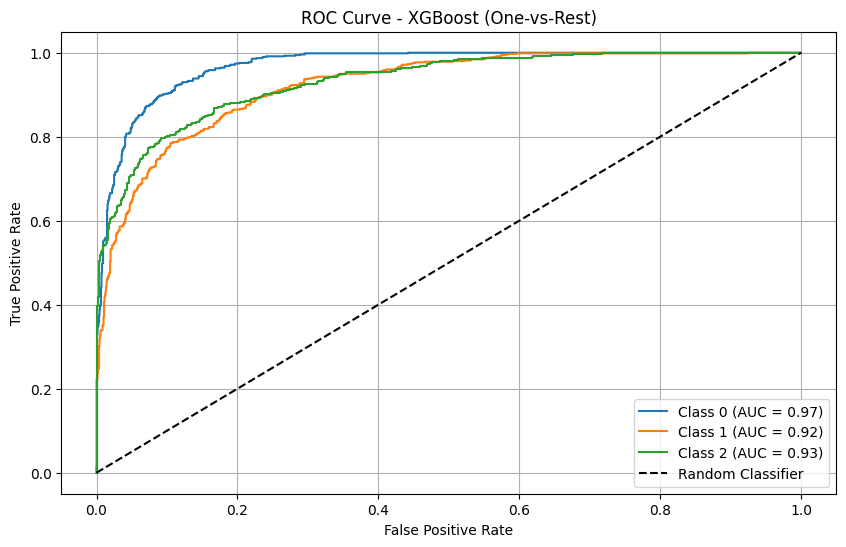 ROC Curve - XGBoost (One-vs-Rest)
True Positive Rate
1.0
0.8
0.6
0.4
0.2
0.0
0.0 0.2 0.4 0.6 0.8 1.0
False Positive Rate
Class 0 (AUC = 0.97)
Class 1 (AUC = 0.92)
Class 2 (AUC = 0.93)
Random Classifier